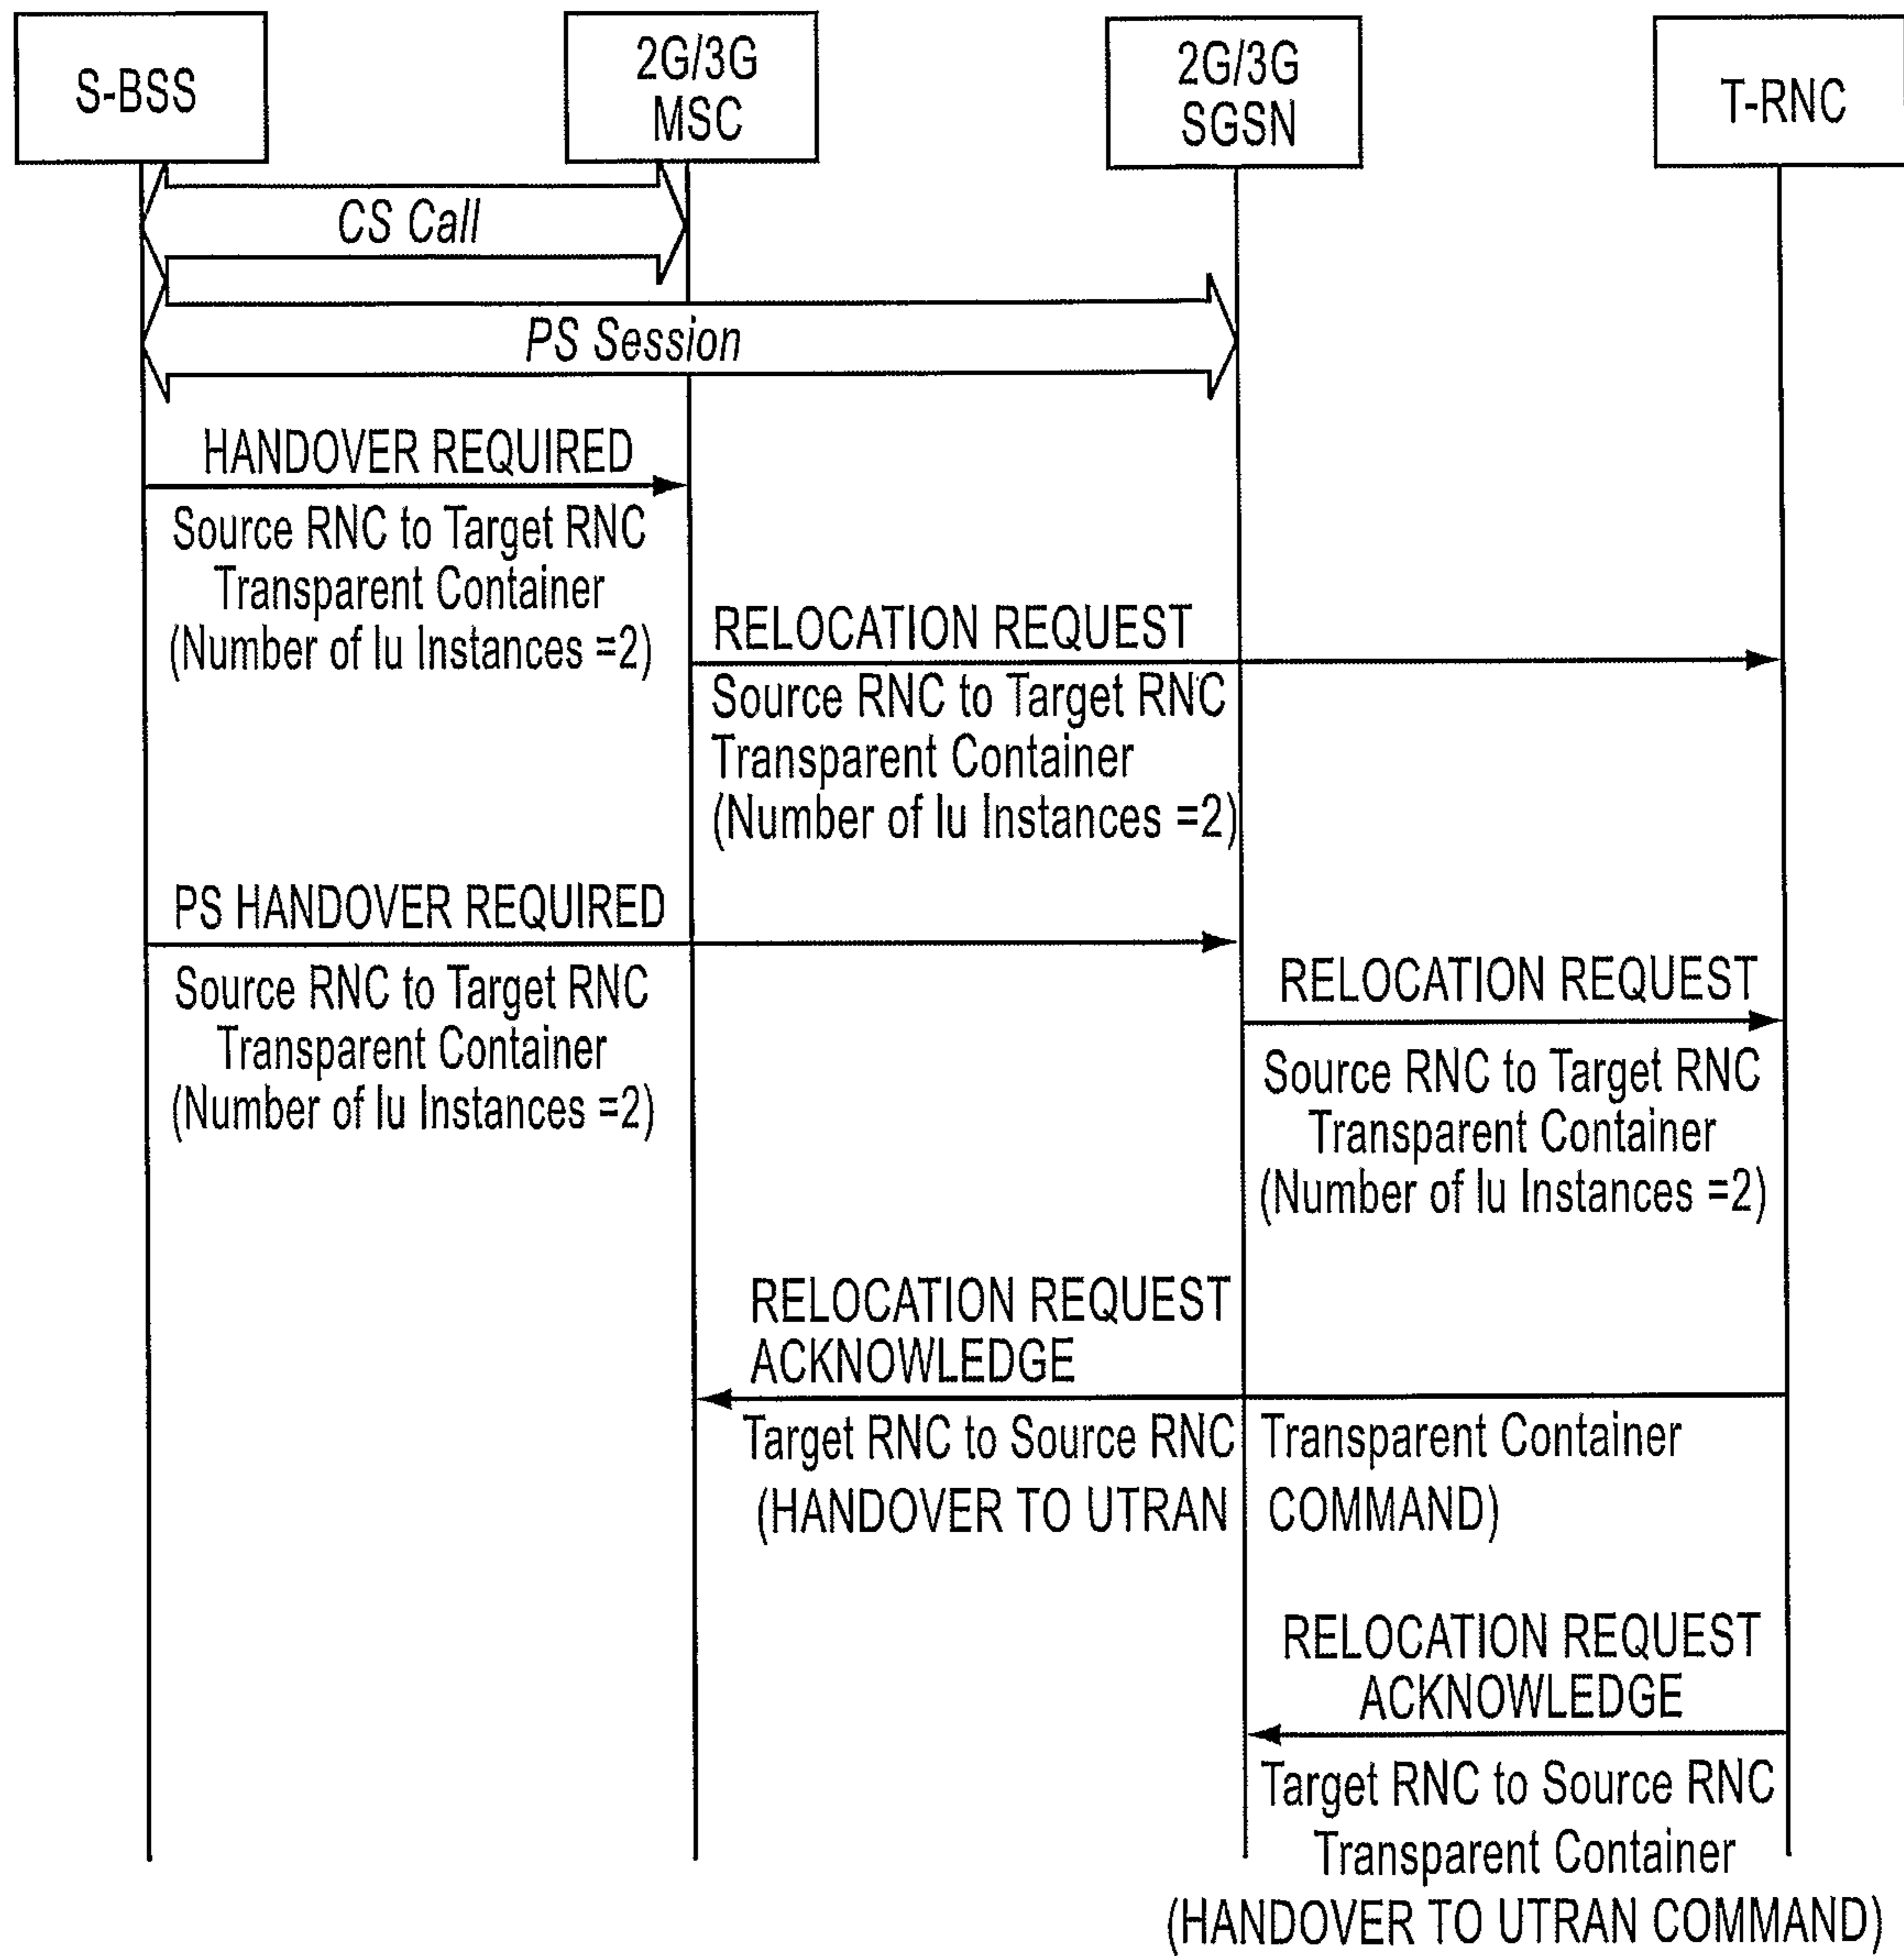 S-BSS
2G/3G
MSC
2G/3G
SGSN
T-RNC
CS Call
PS Session
HANDOVER REQUIRED
Source RNC to Target RNC
Transparent Container
(Number of Iu Instances =2)
RELOCATION REQUEST
Source RNC to Target RNC
Transparent Container
(Number of Iu Instances =2)
PS HANDOVER REQUIRED
Source RNC to Target RNC
Transparent Container
(Number of Iu Instances =2)
RELOCATION REQUEST
Source RNC to Target RNC
Transparent Container
(Number of Iu Instances =2)
RELOCATION REQUEST
ACKNOWLEDGE
Target RNC to Source RNC Transparent Container
(HANDOVER TO UTRAN COMMAND)
RELOCATION REQUEST
ACKNOWLEDGE
Target RNC to Source RNC
Transparent Container
(HANDOVER TO UTRAN COMMAND)